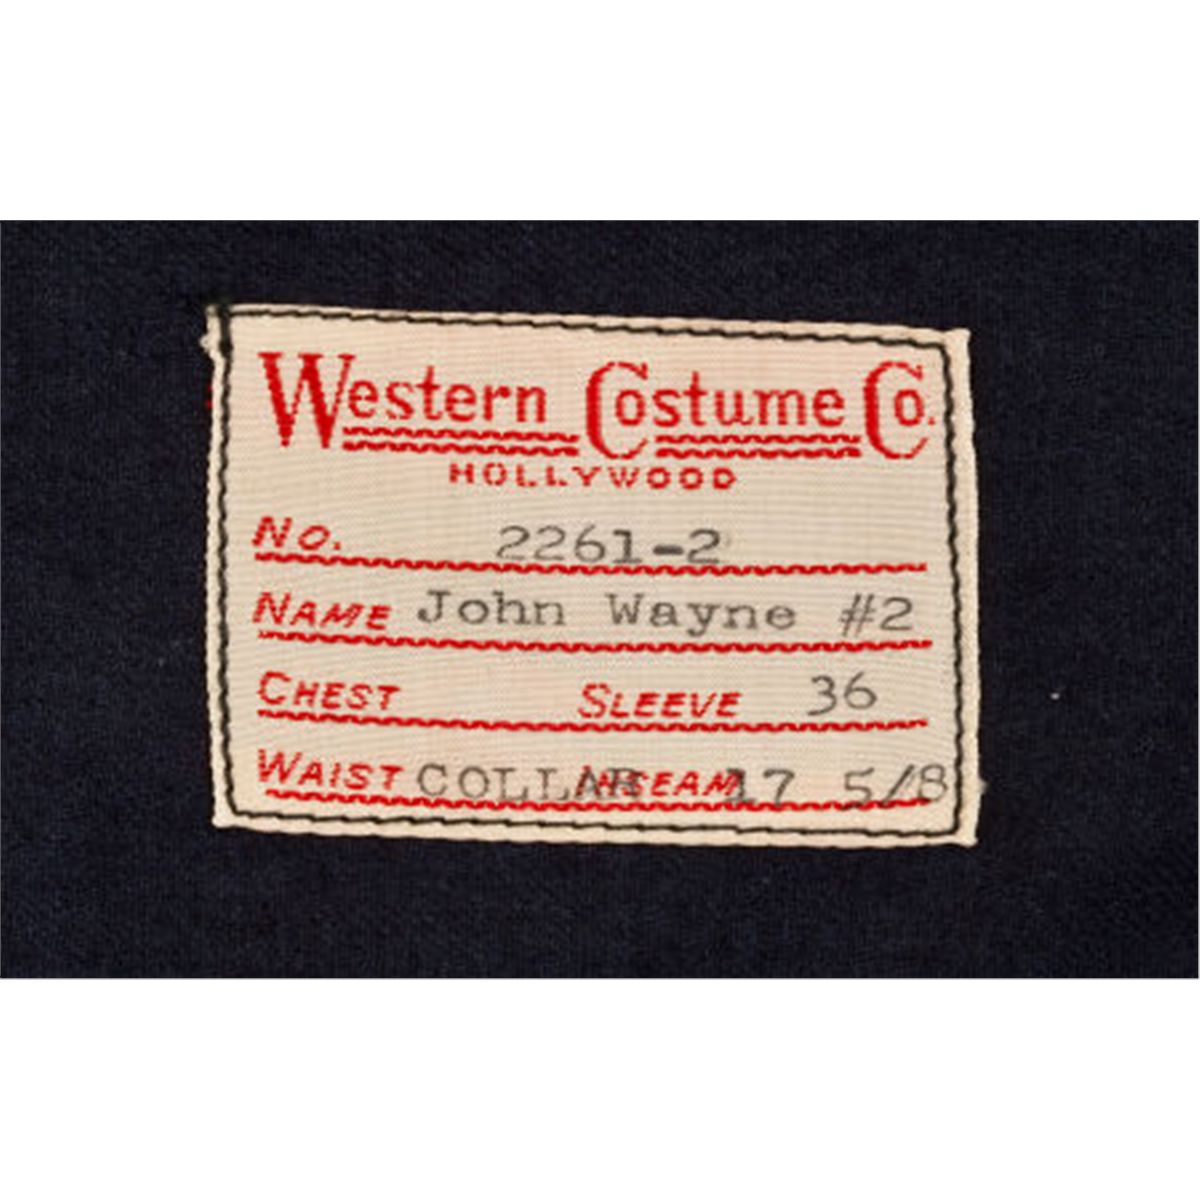 Western Costume Co.
HOLLYWOOD
No. 2261-2
NAME John Wayne #2
CHEST SLEEVE 36
WAIST COLLAR INSEAM 17 5/8